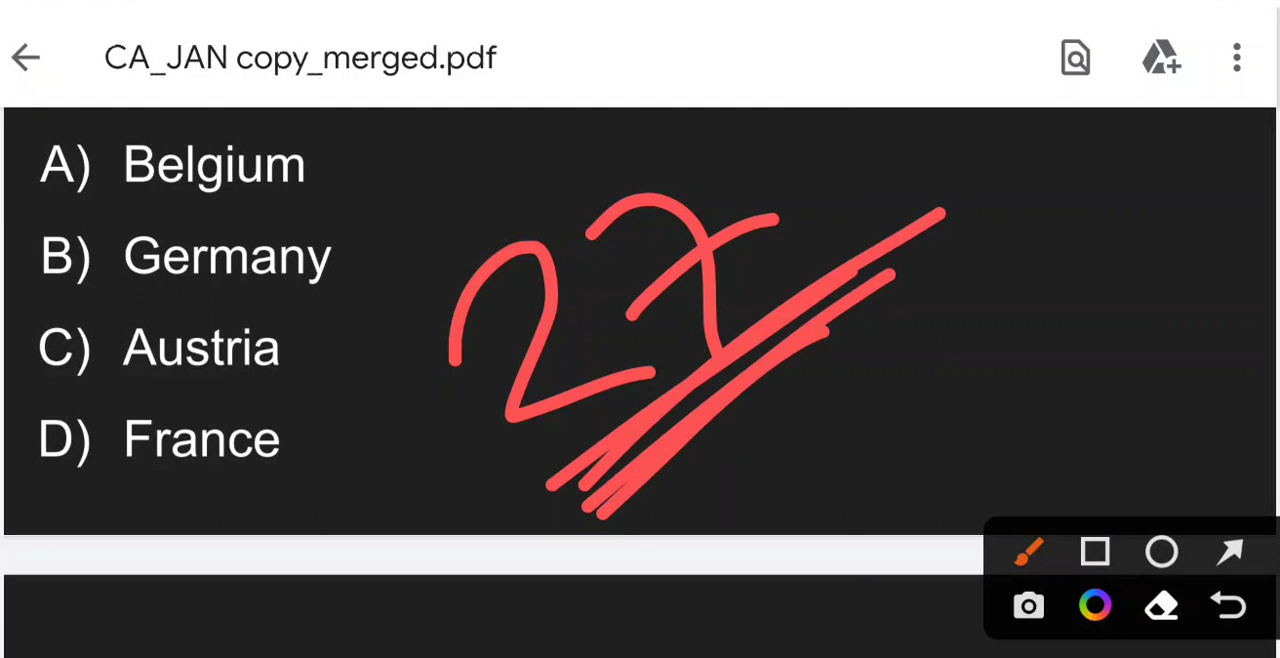 CA_JAN copy_merged.pdf
A) Belgium
B) Germany
C) Austria
D) France
27